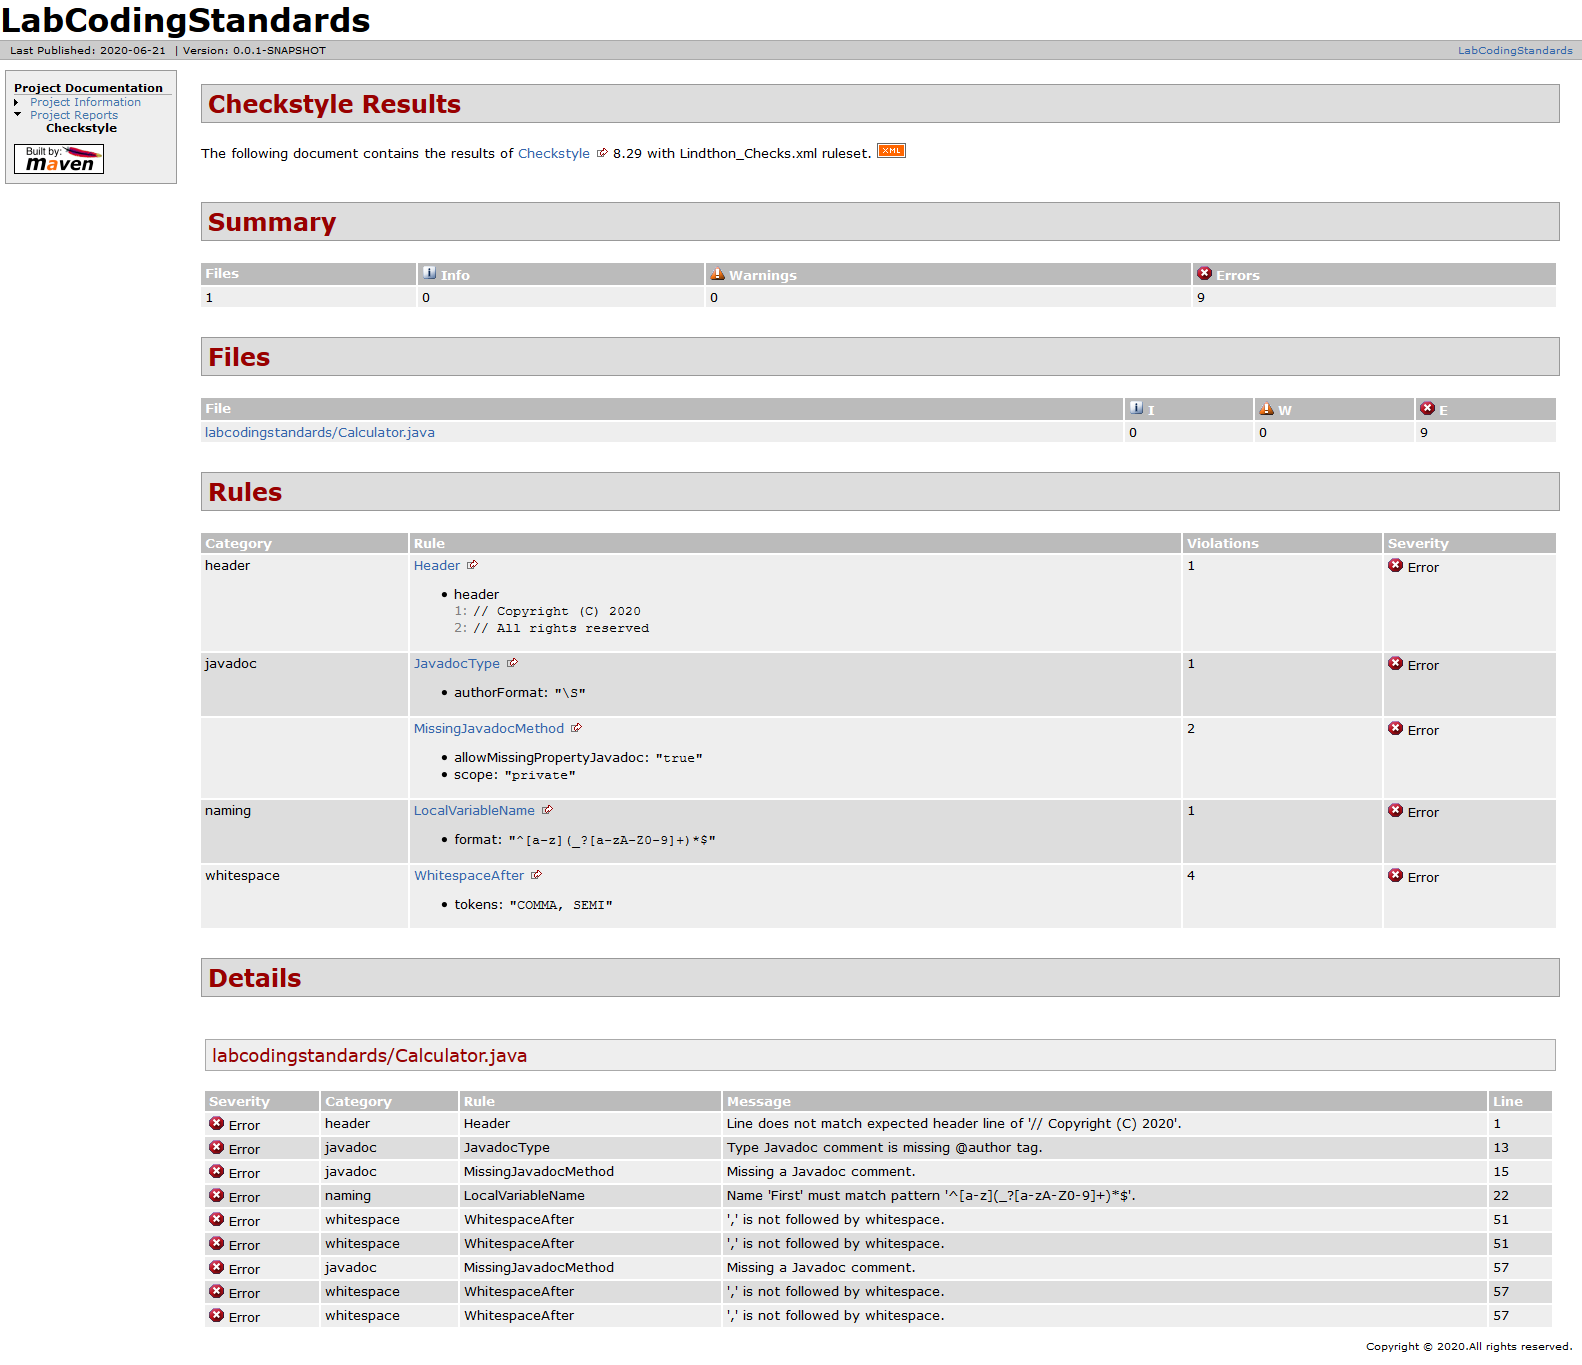 LabCodingStandards
Last Published: 2020-06-21 | Version: 0.0.1-SNAPSHOT LabCodingStandards
Project Documentation
Project Information
Project Reports
Checkstyle
Built by:
maven
Checkstyle Results
The following document contains the results of Checkstyle 8.29 with Lindthon_Checks.xml ruleset. XML
Summary
Files Info Warnings Errors
1 0 0 9
Files
File I W E
labcodingstandards/Calculator.java 0 0 9
Rules
Category Rule Violations Severity
header Header 1 Error
• header
1: // Copyright (C) 2020
2: // All rights reserved
javadoc JavadocType 1 Error
• authorFormat: "\S"
MissingJavadocMethod 2 Error
• allowMissingPropertyJavadoc: "true"
• scope: "private"
naming LocalVariableName 1 Error
• format: "^[a-z](_?[a-zA-Z0-9]+)*$"
whitespace WhitespaceAfter 4 Error
• tokens: "COMMA, SEMI"
Details
labcodingstandards/Calculator.java
Severity Category Rule Message Line
Error header Header Line does not match expected header line of '// Copyright (C) 2020'. 1
Error javadoc JavadocType Type Javadoc comment is missing @author tag. 13
Error javadoc MissingJavadocMethod Missing a Javadoc comment. 15
Error naming LocalVariableName Name 'First' must match pattern '^[a-z](_?[a-zA-Z0-9]+)*$'. 22
Error whitespace WhitespaceAfter ',' is not followed by whitespace. 51
Error whitespace WhitespaceAfter ',' is not followed by whitespace. 51
Error javadoc MissingJavadocMethod Missing a Javadoc comment. 57
Error whitespace WhitespaceAfter ',' is not followed by whitespace. 57
Error whitespace WhitespaceAfter ',' is not followed by whitespace. 57
Copyright © 2020.All rights reserved.